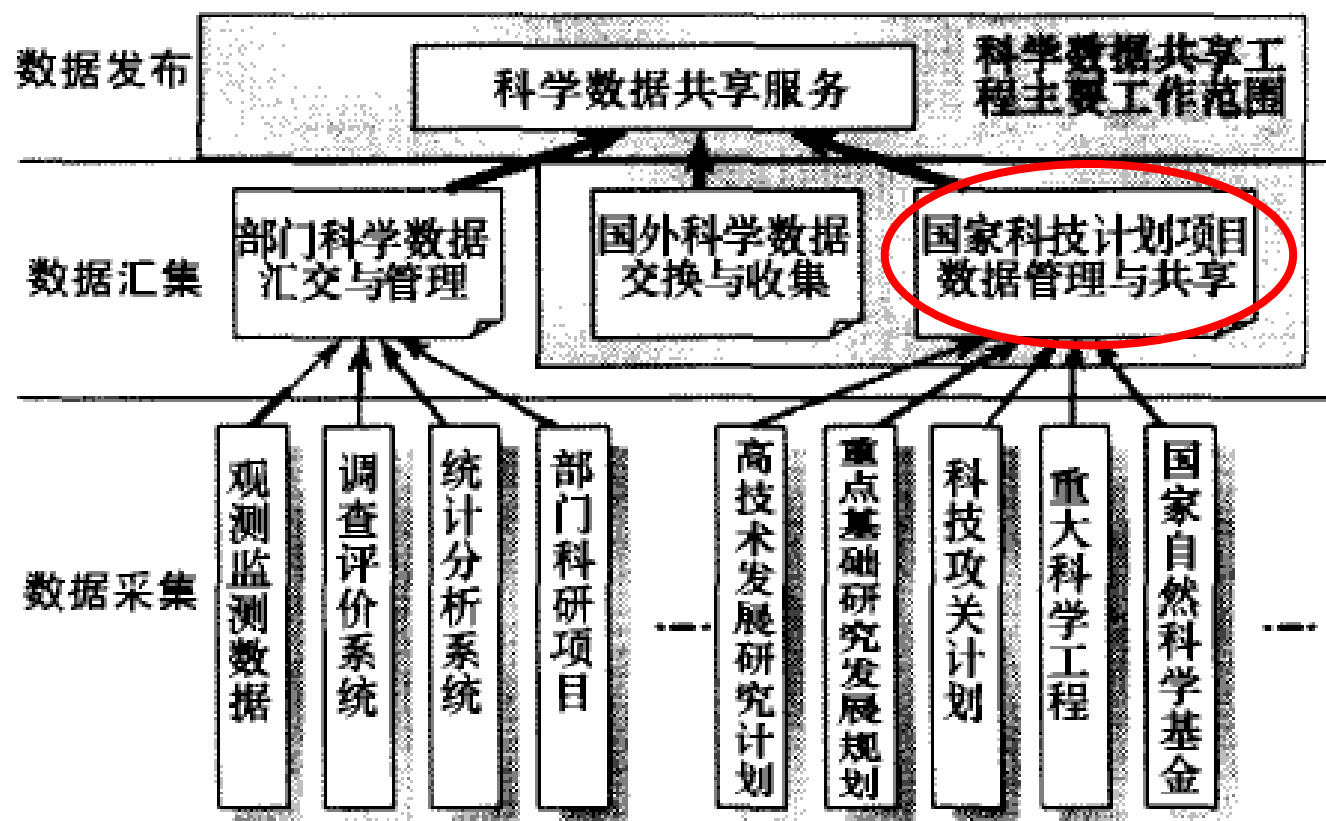 数据发布
科学数据共享服务
科学数据共享工
程主要工作范围
数据汇集
部门科学数据
汇交与管理
国外科学数据
交换与收集
国家科技计划项目
数据管理与共享
数据采集
观测监测数据
调查评价系统
统计分析系统
部门科研项目
高技术发展研究计划
重点基础研究发展规划
科技攻关计划
重大科学工程
国家自然科学基金